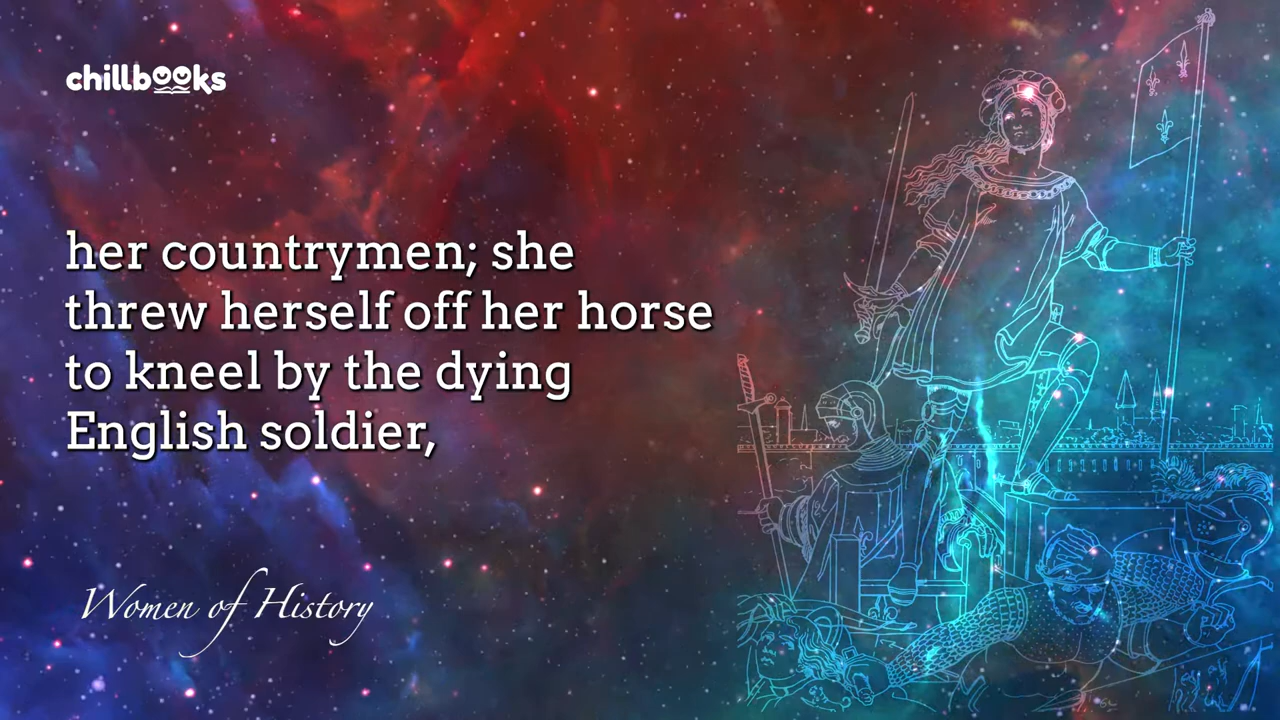 chillbooks
her countrymen; she
threw herself off her horse
to kneel by the dying
English soldier,
Women of History